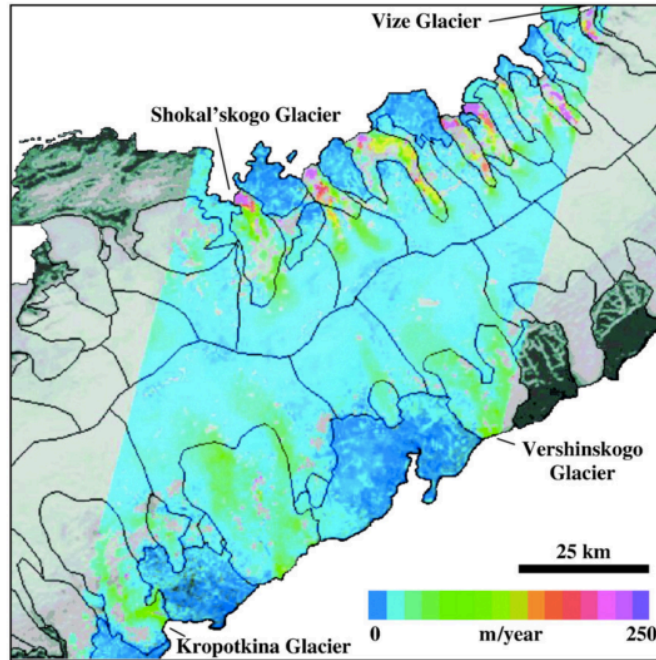 Vize Glacier
Shokal'skogo Glacier
Vershinskogo
Glacier
25 km
0 m/year 250
Kropotkina Glacier